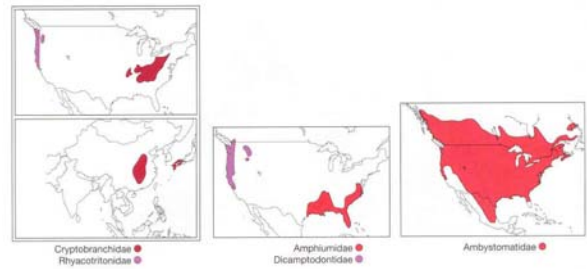 Cryptobranchidae
Rhyacotritonidae
Amphiumidae
Dicamptodontidae
Ambystomatidae